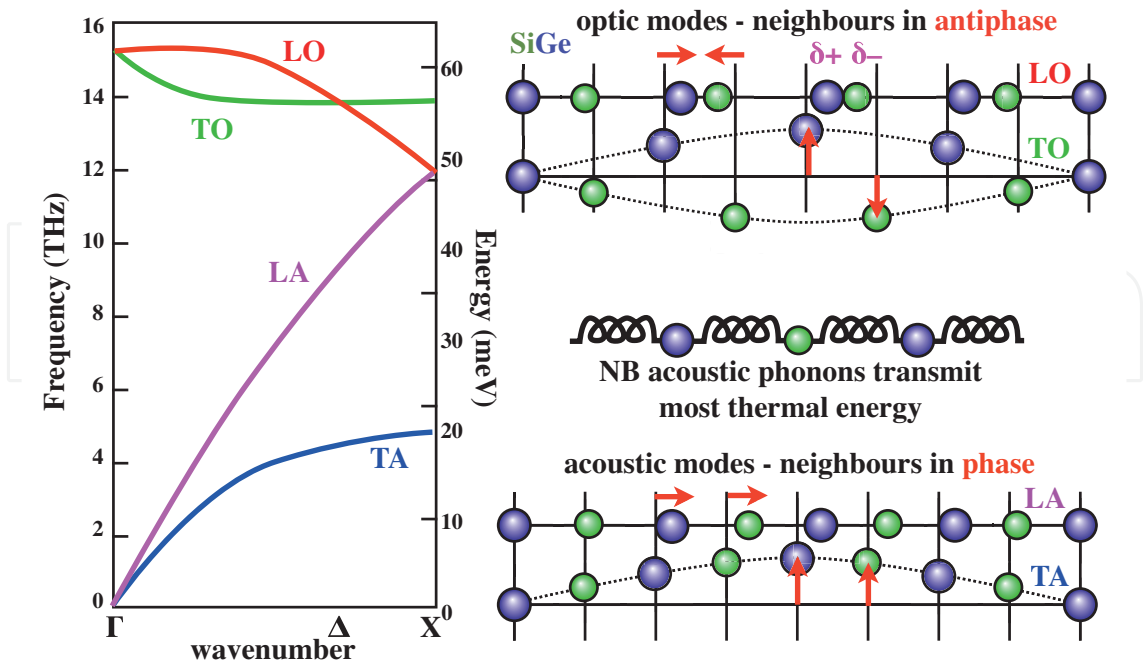 16
14
12
10
8
6
4
2
0
Frequency (THz)
LO
TO
LA
TA
Γ
Δ
X
wavenumber
60
50
40
30
20
10
0
Energy (meV)
optic modes - neighbours in antiphase
SiGe
δ+ δ−
LO
TO
NB acoustic phonons transmit
most thermal energy
acoustic modes - neighbours in phase
LA
TA